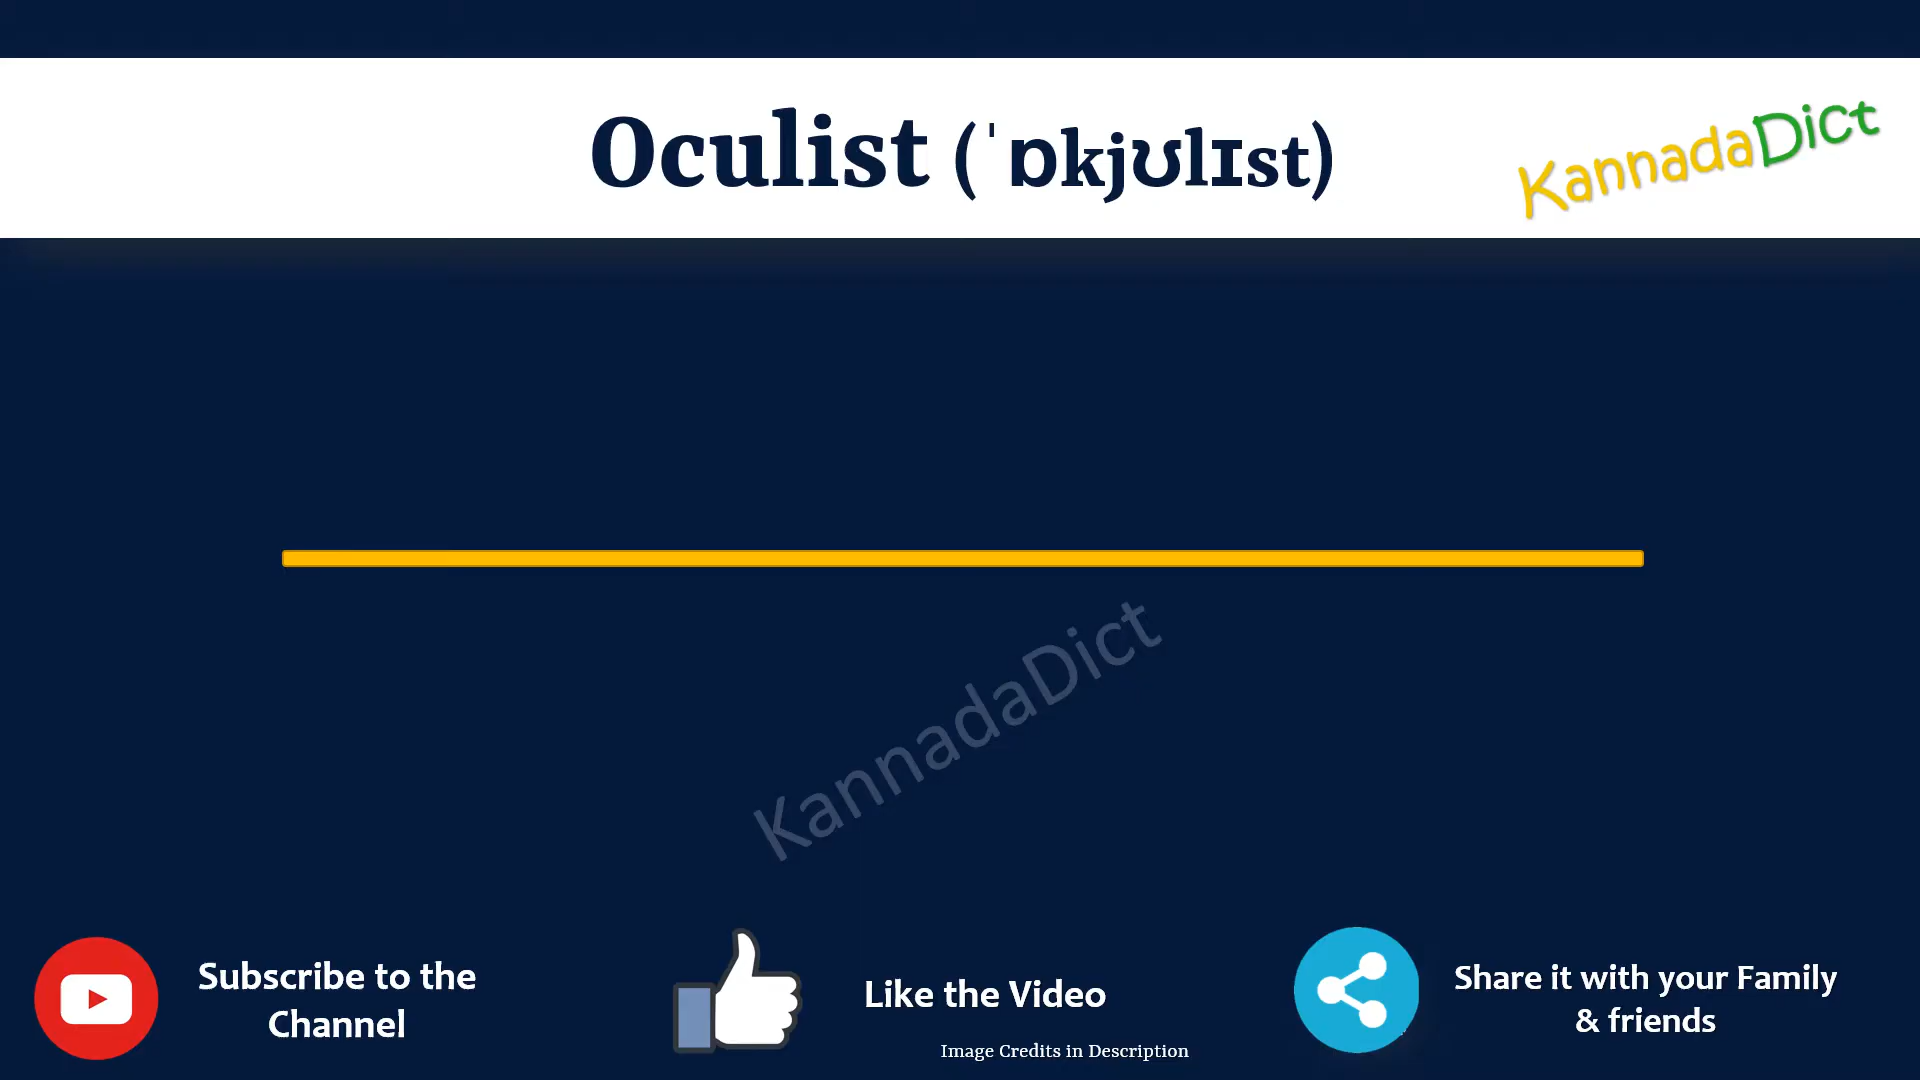 Oculist (ˈɒkjʊlɪst)
KannadaDict
KannadaDict
Subscribe to the
Channel
Like the Video
Share it with your Family
& friends
Image Credits in Description